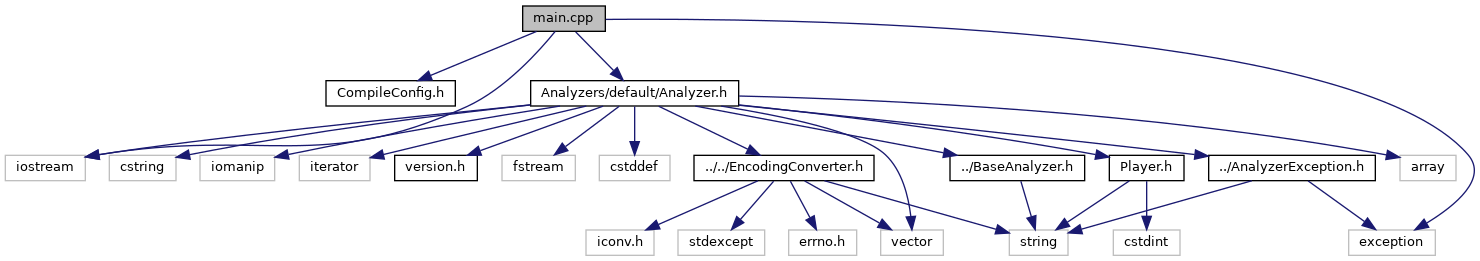 main.cpp
CompileConfig.h
Analyzers/default/Analyzer.h
iostream
cstring
iomanip
iterator
version.h
fstream
cstddef
../../EncodingConverter.h
../BaseAnalyzer.h
Player.h
../AnalyzerException.h
array
iconv.h
stdexcept
errno.h
vector
string
cstdint
exception